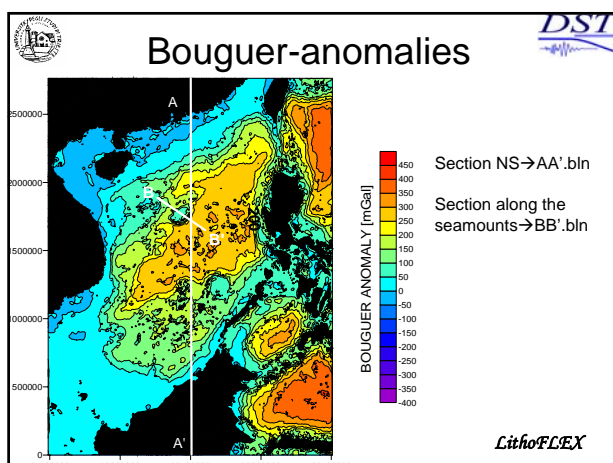 DST
Bouguer-anomalies
A
2500000
2000000
1500000
1000000
500000
0
B
B'
A'
BOUGUER ANOMALY [mGal]
450
400
350
300
250
200
150
100
50
0
-50
-100
-150
-200
-250
-300
-350
-400
Section NS→AA'.bln
Section along the
seamounts→BB'.bln
LithoFLEX